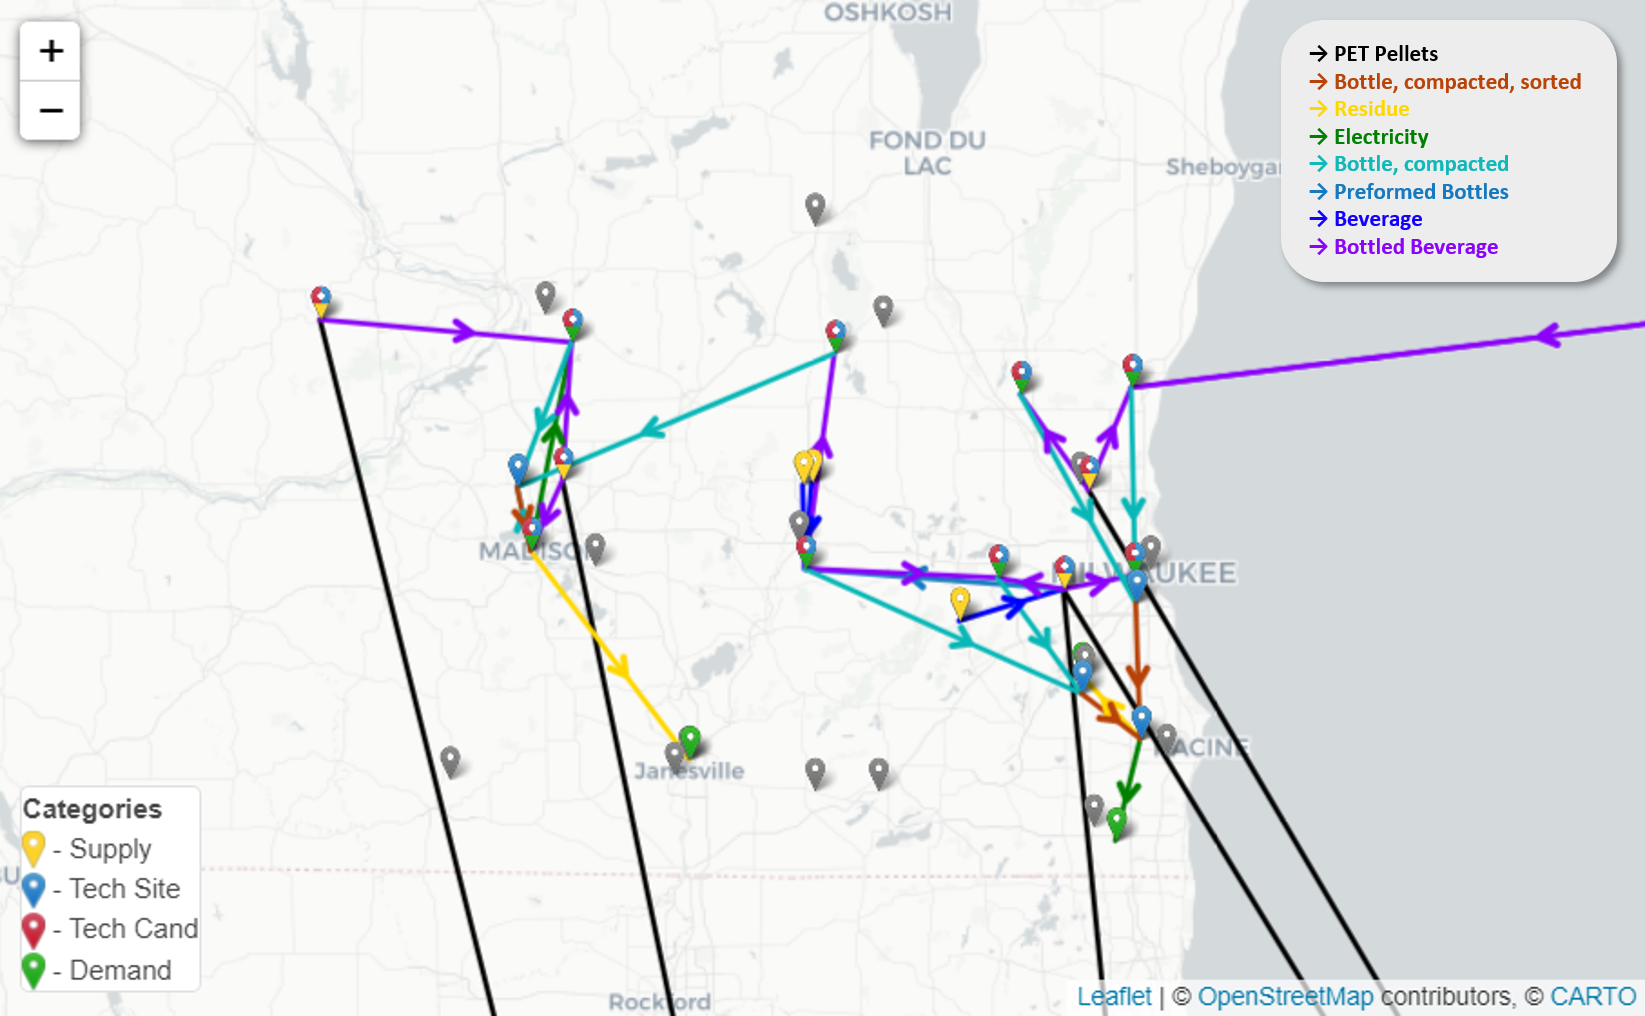 +
−
OSHKOSH
FOND DU
LAC
Sheboygan
→ PET Pellets
→ Bottle, compacted, sorted
→ Residue
→ Electricity
→ Bottle, compacted
→ Preformed Bottles
→ Beverage
→ Bottled Beverage
MADISON
MILWAUKEE
RACINE
Janesville
Rockford
Categories
- Supply
- Tech Site
- Tech Cand
- Demand
Leaflet | © OpenStreetMap contributors, © CARTO